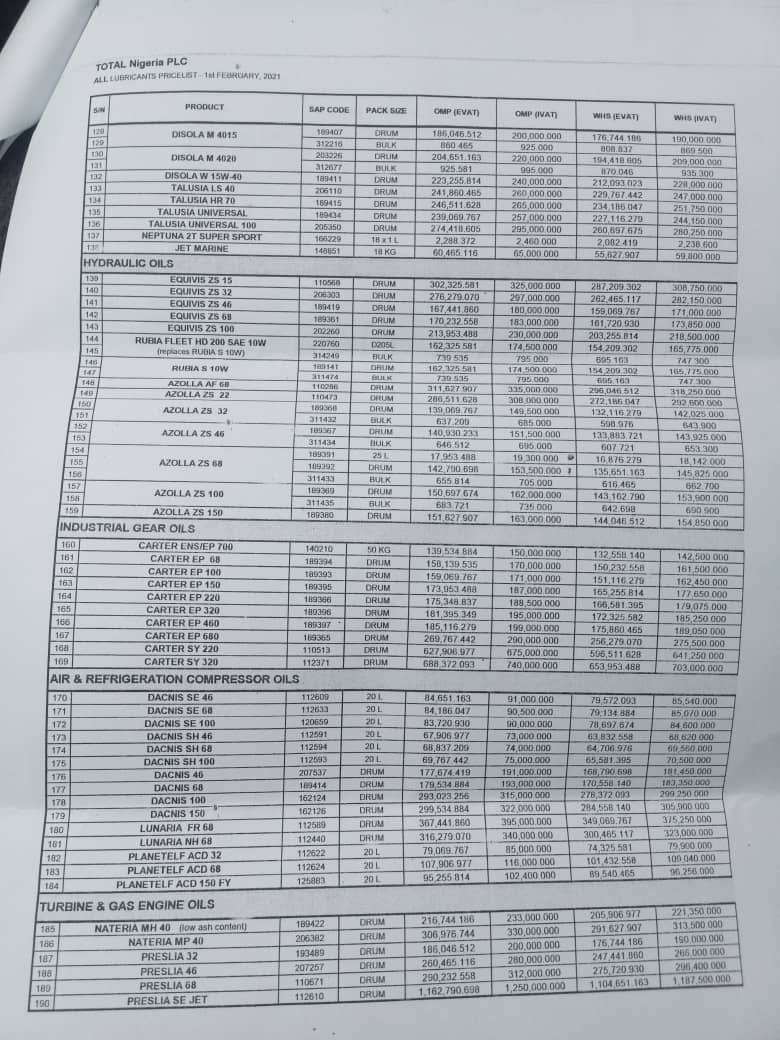 TOTAL Nigeria PLC
ALL LUBRICANTS PRICELIST - 1st FEBRUARY, 2021
S/N PRODUCT SAP CODE PACK SIZE OMP (EVAT) OMP (IVAT) WHS (EVAT) WHS (IVAT)
128 DISOLA M 4015 189407 DRUM 186,046.512 200,000.000 176,744.186 190,000.000
129 312216 BULK 860.465 925.000 808.837 869.500
130 DISOLA M 4020 203226 DRUM 204,651.163 220,000.000 194,418.605 209,000.000
131 312677 BULK 925.581 995.000 870.046 935.300
132 DISOLA W 15W-40 189411 DRUM 223,255.814 240,000.000 212,093.023 228,000.000
133 TALUSIA LS 40 206110 DRUM 241,860.465 260,000.000 229,767.442 247,000.000
134 TALUSIA HR 70 189415 DRUM 246,511.628 265,000.000 234,186.047 251,750.000
135 TALUSIA UNIVERSAL 189434 DRUM 239,069.767 257,000.000 227,116.279 244,150.000
136 TALUSIA UNIVERSAL 100 205350 DRUM 274,418.605 295,000.000 260,697.675 280,250.000
137 NEPTUNA 2T SUPER SPORT 166229 18 x 1 L 2,288.372 2,460.000 2,082.419 2,238.600
138 JET MARINE 148851 18 KG 60,465.116 65,000.000 55,627.907 59,800.000
HYDRAULIC OILS
139 EQUIVIS ZS 15 110568 DRUM 302,325.581 325,000.000 287,209.302 308,750.000
140 EQUIVIS ZS 32 206303 DRUM 276,279.070 297,000.000 262,465.117 282,150.000
141 EQUIVIS ZS 46 189419 DRUM 167,441.860 180,000.000 159,069.767 171,000.000
142 EQUIVIS ZS 68 189361 DRUM 170,232.558 183,000.000 161,720.930 173,850.000
143 EQUIVIS ZS 100 202260 DRUM 213,953.488 230,000.000 203,255.814 218,500.000
144 RUBIA FLEET HD 200 SAE 10W 220760 D205L 162,325.581 174,500.000 154,209.302 165,775.000
145 (replaces RUBIA S 10W) 314249 BULK 739.535 795.000 695.163 747.300
146 RUBIA S 10W 189141 DRUM 162,325.581 174,500.000 154,209.302 165,775.000
147 311474 BULK 739.535 795.000 695.163 747.300
148 AZOLLA AF 68 110286 DRUM 311,627.907 335,000.000 296,046.512 318,250.000
149 AZOLLA ZS 22 110473 DRUM 286,511.628 308,000.000 272,186.047 292,600.000
150 AZOLLA ZS 32 189368 DRUM 139,069.767 149,500.000 132,116.279 142,025.000
151 311432 BULK 637.209 685.000 598.976 643.900
152 AZOLLA ZS 46 189367 DRUM 140,930.233 151,500.000 133,883.721 143,925.000
153 311434 BULK 646.512 695.000 607.721 653.300
154 AZOLLA ZS 68 189391 25 L 17,953.488 19,300.000 16,876.279 18,142.000
155 189392 DRUM 142,790.698 153,500.000 135,651.163 145,825.000
156 311433 BULK 655.814 705.000 616.465 662.700
157 AZOLLA ZS 100 189369 DRUM 150,697.674 162,000.000 143,162.790 153,900.000
158 311435 BULK 683.721 735.000 642.698 690.900
159 AZOLLA ZS 150 189380 DRUM 151,627.907 163,000.000 144,046.512 154,850.000
INDUSTRIAL GEAR OILS
160 CARTER ENS/EP 700 140210 50 KG 139,534.884 150,000.000 132,558.140 142,500.000
161 CARTER EP 68 189394 DRUM 158,139.535 170,000.000 150,232.558 161,500.000
162 CARTER EP 100 189393 DRUM 159,069.767 171,000.000 151,116.279 162,450.000
163 CARTER EP 150 189395 DRUM 173,953.488 187,000.000 165,255.814 177,650.000
164 CARTER EP 220 189366 DRUM 175,348.837 188,500.000 166,581.395 179,075.000
165 CARTER EP 320 189396 DRUM 181,395.349 195,000.000 172,325.582 185,250.000
166 CARTER EP 460 189397 DRUM 185,116.279 199,000.000 175,860.465 189,050.000
167 CARTER EP 680 189365 DRUM 269,767.442 290,000.000 256,279.070 275,500.000
168 CARTER SY 220 110513 DRUM 627,906.977 675,000.000 596,511.628 641,250.000
169 CARTER SY 320 112371 DRUM 688,372.093 740,000.000 653,953.488 703,000.000
AIR & REFRIGERATION COMPRESSOR OILS
170 DACNIS SE 46 112609 20 L 84,651.163 91,000.000 79,572.093 85,540.000
171 DACNIS SE 68 112633 20 L 84,186.047 90,500.000 79,134.884 85,070.000
172 DACNIS SE 100 120659 20 L 83,720.930 90,000.000 78,697.674 84,600.000
173 DACNIS SH 46 112591 20 L 67,906.977 73,000.000 63,832.558 68,620.000
174 DACNIS SH 68 112594 20 L 68,837.209 74,000.000 64,706.976 69,560.000
175 DACNIS SH 100 112593 20 L 69,767.442 75,000.000 65,581.395 70,500.000
176 DACNIS 46 207537 DRUM 177,674.419 191,000.000 168,790.698 181,450.000
177 DACNIS 68 189414 DRUM 179,534.884 193,000.000 170,558.140 183,350.000
178 DACNIS 100 162124 DRUM 293,023.256 315,000.000 278,372.093 299,250.000
179 DACNIS 150 162126 DRUM 299,534.884 322,000.000 284,558.140 305,900.000
180 LUNARIA FR 68 112589 DRUM 367,441.860 395,000.000 349,069.767 375,250.000
181 LUNARIA NH 68 112440 DRUM 316,279.070 340,000.000 300,465.117 323,000.000
182 PLANETELF ACD 32 112622 20 L 79,069.767 85,000.000 74,325.581 79,900.000
183 PLANETELF ACD 68 112624 20 L 107,906.977 116,000.000 101,432.558 109,040.000
184 PLANETELF ACD 150 FY 125883 20 L 95,255.814 102,400.000 89,540.465 96,256.000
TURBINE & GAS ENGINE OILS
185 NATERIA MH 40 (low ash content) 189422 DRUM 216,744.186 233,000.000 205,906.977 221,350.000
186 NATERIA MP 40 206382 DRUM 306,976.744 330,000.000 291,627.907 313,500.000
187 PRESLIA 32 193489 DRUM 186,046.512 200,000.000 176,744.186 190,000.000
188 PRESLIA 46 207257 DRUM 260,465.116 280,000.000 247,441.860 266,000.000
189 PRESLIA 68 110671 DRUM 290,232.558 312,000.000 275,720.930 296,400.000
190 PRESLIA SE JET 112610 DRUM 1,162,790.698 1,250,000.000 1,104,651.163 1,187,500.000